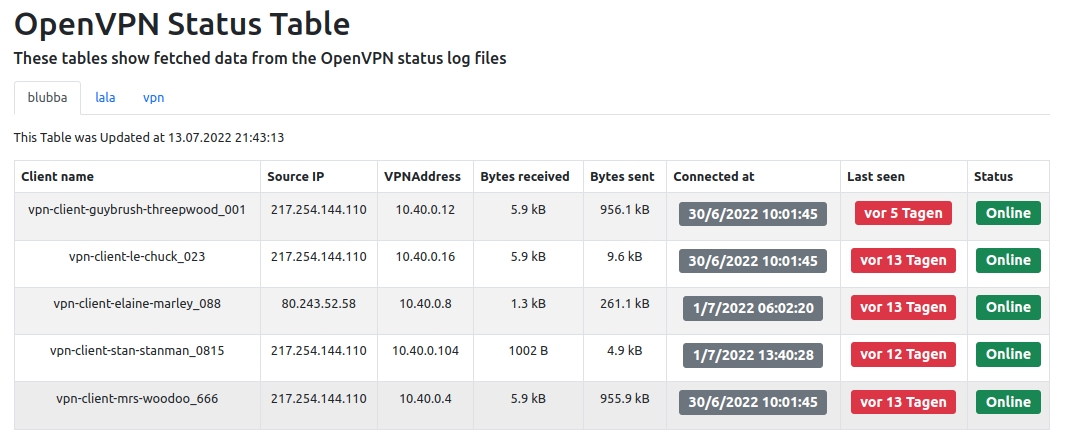 OpenVPN Status Table
These tables show fetched data from the OpenVPN status log files
blubba lala vpn
This Table was Updated at 13.07.2022 21:43:13
Client name Source IP VPNAddress Bytes received Bytes sent Connected at Last seen Status
vpn-client-guybrush-threepwood_001 217.254.144.110 10.40.0.12 5.9 kB 956.1 kB 30/6/2022 10:01:45 vor 5 Tagen Online
vpn-client-le-chuck_023 217.254.144.110 10.40.0.16 5.9 kB 9.6 kB 30/6/2022 10:01:45 vor 13 Tagen Online
vpn-client-elaine-marley_088 80.243.52.58 10.40.0.8 1.3 kB 261.1 kB 1/7/2022 06:02:20 vor 13 Tagen Online
vpn-client-stan-stanman_0815 217.254.144.110 10.40.0.104 1002 B 4.9 kB 1/7/2022 13:40:28 vor 12 Tagen Online
vpn-client-mrs-woodoo_666 217.254.144.110 10.40.0.4 5.9 kB 955.9 kB 30/6/2022 10:01:45 vor 13 Tagen Online